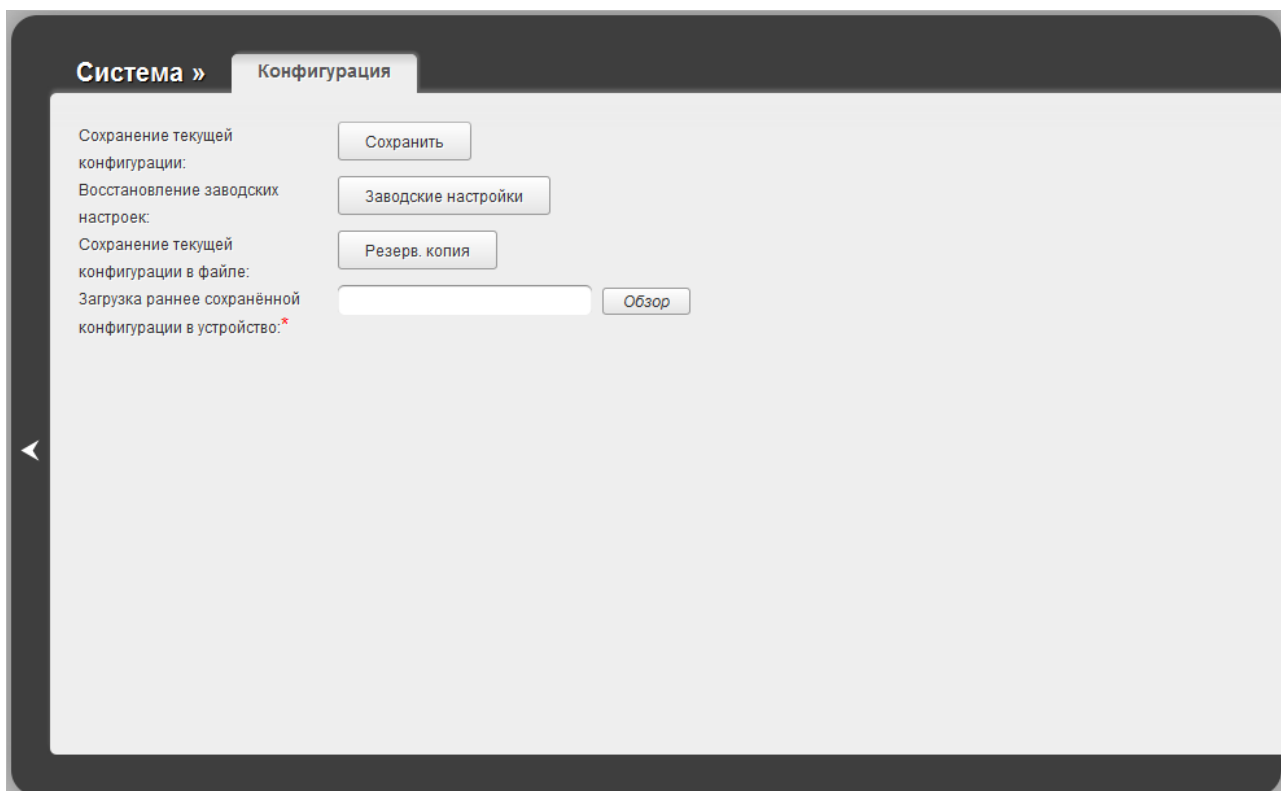 Система » Конфигурация
Сохранение текущей
конфигурации:
Сохранить
Восстановление заводских
настроек:
Заводские настройки
Сохранение текущей
конфигурации в файле:
Резерв. копия
Загрузка раннее сохранённой
конфигурации в устройство:*
Обзор